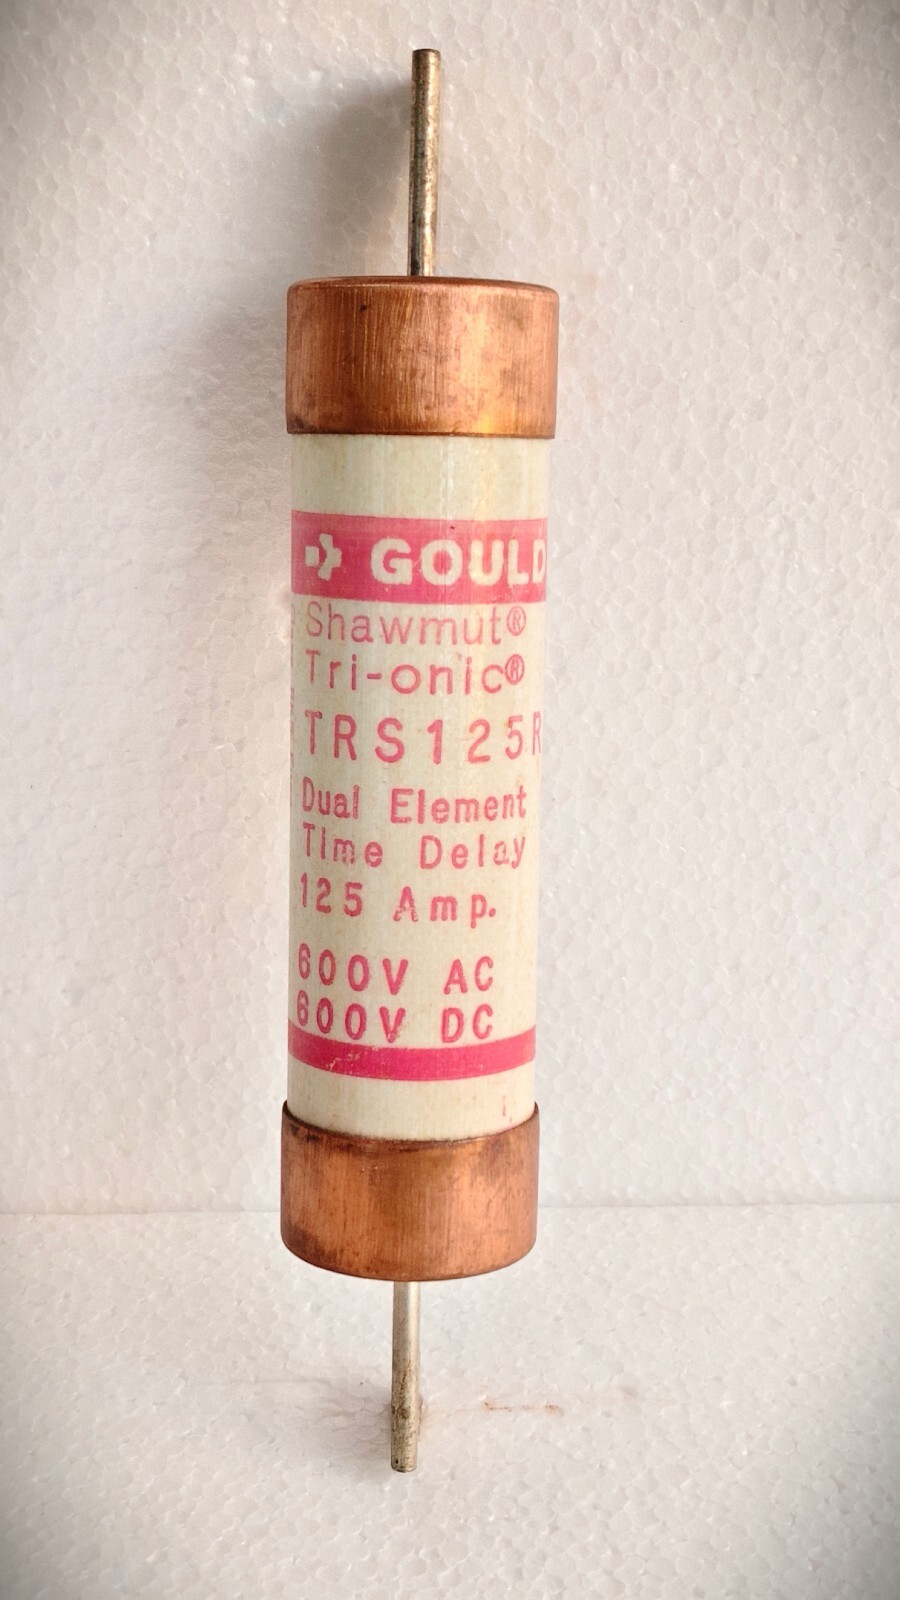 GOULD
Shawmut®
Tri-onic®
TRS125R
Dual Element
Time Delay
125 Amp.
600V AC
600V DC